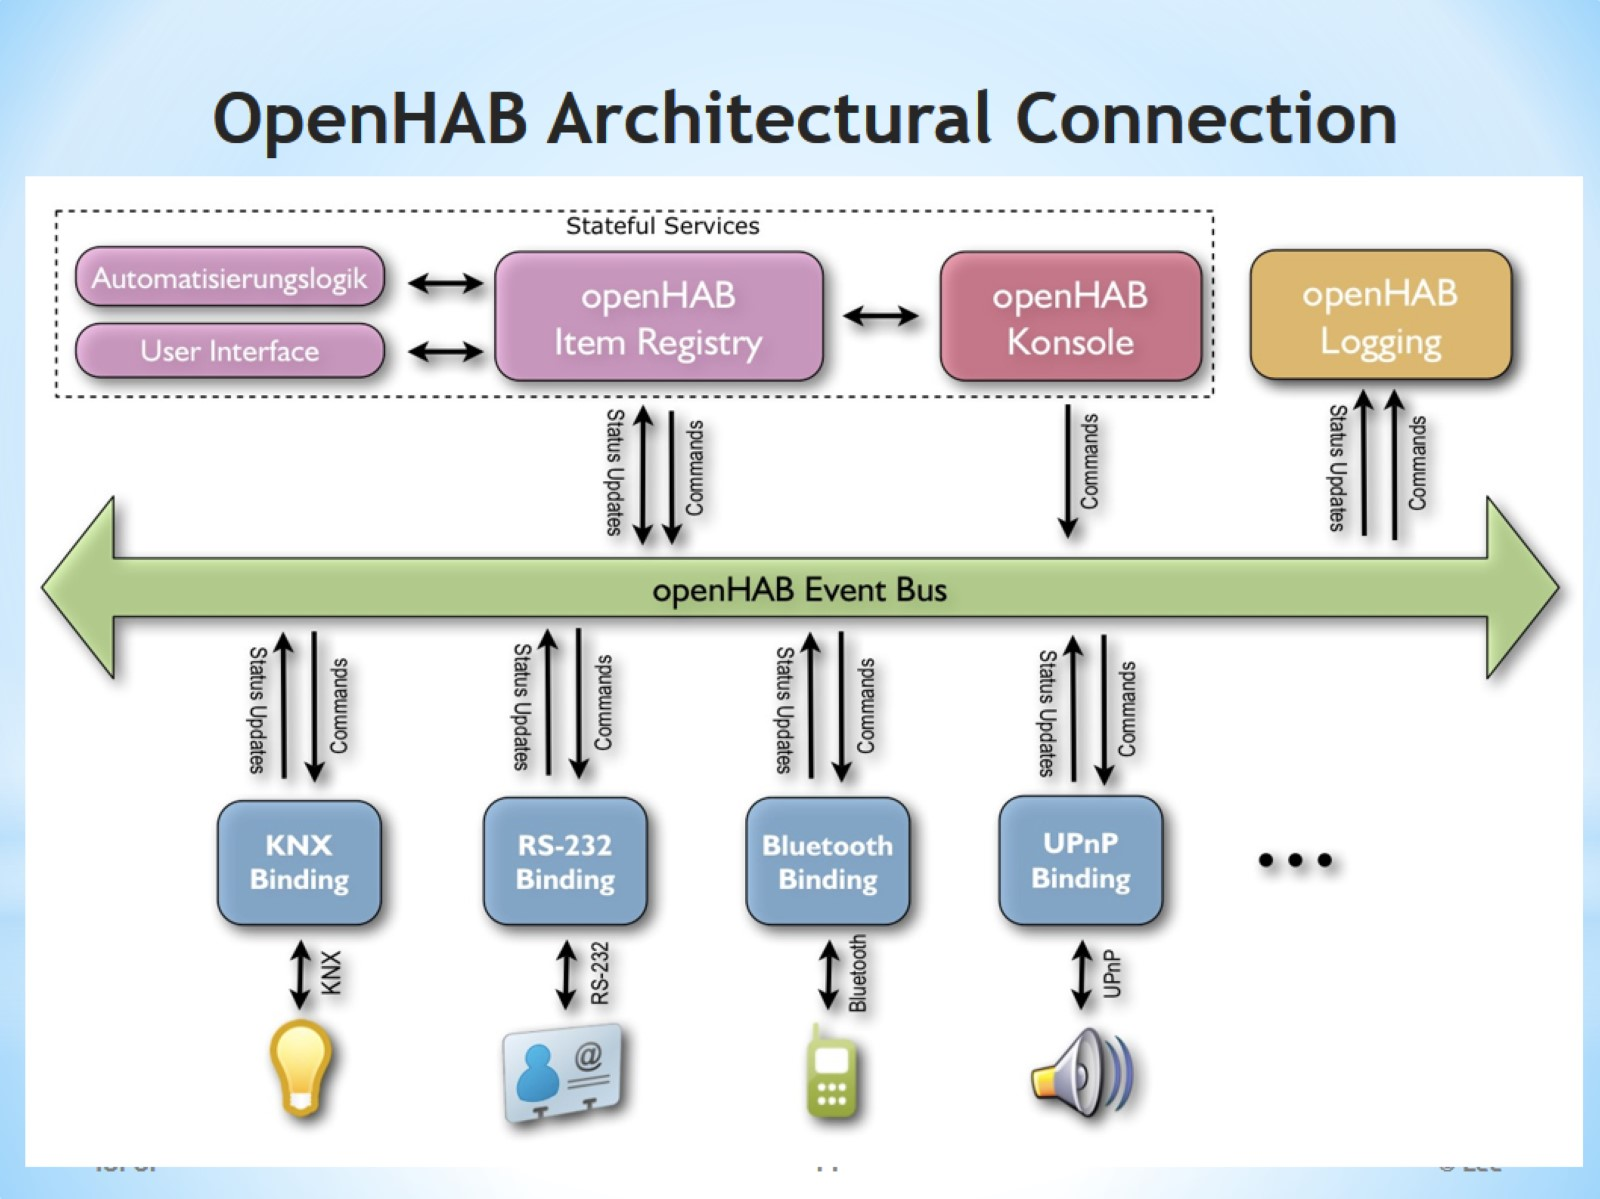 OpenHAB Architectural Connection
Stateful Services
Automatisierungslogik
User Interface
openHAB
Item Registry
openHAB
Konsole
openHAB
Logging
Status Updates
Commands
Commands
Status Updates
Commands
openHAB Event Bus
Status Updates
Commands
Status Updates
Commands
Status Updates
Commands
Status Updates
Commands
KNX
Binding
RS-232
Binding
Bluetooth
Binding
UPnP
Binding
KNX
RS-232
Bluetooth
UPnP
@